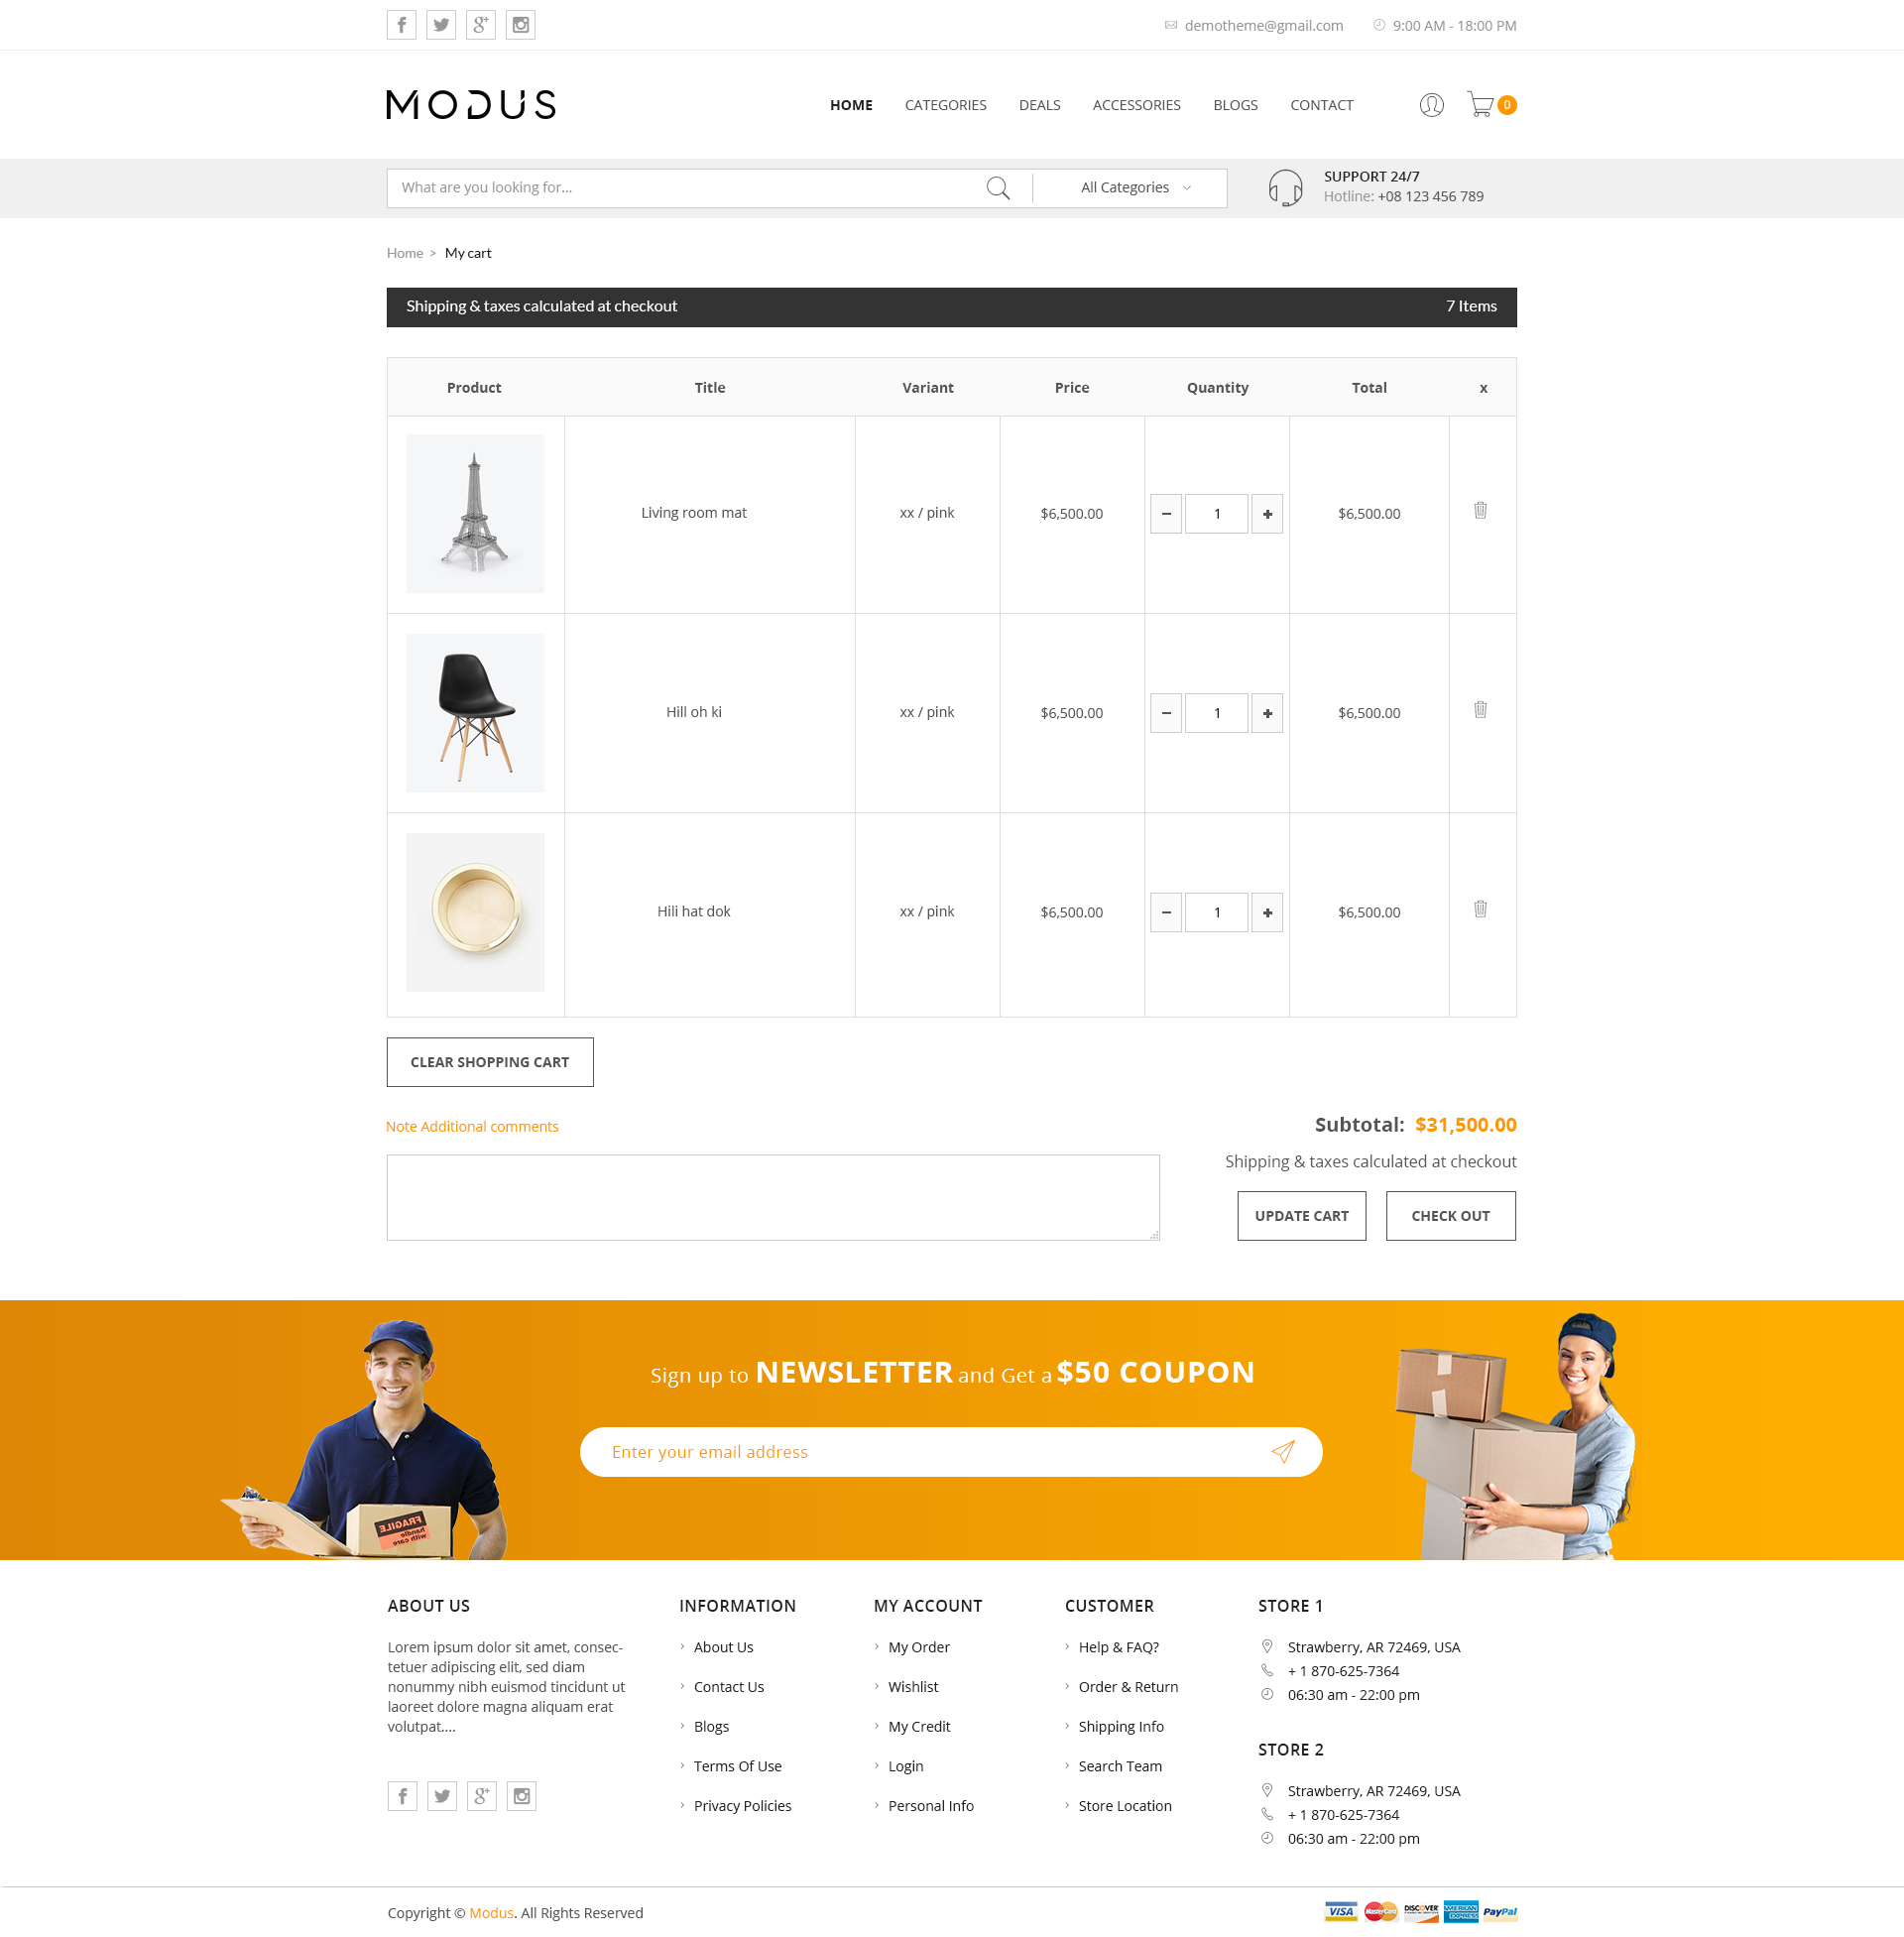 demotheme@gmail.com 9:00 AM - 18:00 PM
MODUS
HOME CATEGORIES DEALS ACCESSORIES BLOGS CONTACT 0
What are you looking for... All Categories
SUPPORT 24/7
Hotline: +08 123 456 789
Home > My cart
Shipping & taxes calculated at checkout 7 Items
Product Title Variant Price Quantity Total x
Living room mat xx / pink $6,500.00 - 1 + $6,500.00
Hill oh ki xx / pink $6,500.00 - 1 + $6,500.00
Hili hat dok xx / pink $6,500.00 - 1 + $6,500.00
CLEAR SHOPPING CART
Note Additional comments
Subtotal: $31,500.00
Shipping & taxes calculated at checkout
UPDATE CART CHECK OUT
Sign up to NEWSLETTER and Get a $50 COUPON
Enter your email address
FRAGILE
handle
with care
ABOUT US
Lorem ipsum dolor sit amet, consec-
tetuer adipiscing elit, sed diam
nonummy nibh euismod tincidunt ut
laoreet dolore magna aliquam erat
volutpat....
INFORMATION
About Us
Contact Us
Blogs
Terms Of Use
Privacy Policies
MY ACCOUNT
My Order
Wishlist
My Credit
Login
Personal Info
CUSTOMER
Help & FAQ?
Order & Return
Shipping Info
Search Team
Store Location
STORE 1
Strawberry, AR 72469, USA
+ 1 870-625-7364
06:30 am - 22:00 pm
STORE 2
Strawberry, AR 72469, USA
+ 1 870-625-7364
06:30 am - 22:00 pm
Copyright © Modus. All Rights Reserved
VISA MasterCard DISCOVER AMERICAN EXPRESS PayPal